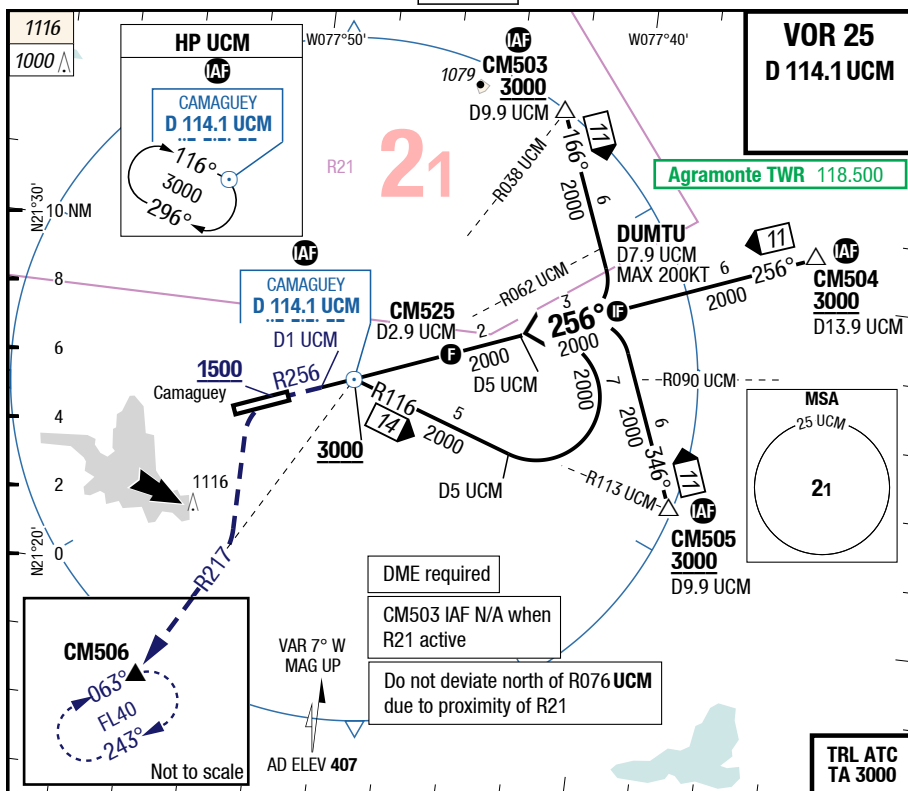 1116
1000
HP UCM
IAF
CAMAGUEY
D 114.1 UCM
116°
3000
296°
W077°50'
W077°40'
IAF
CM503
3000
D9.9 UCM
1079
VOR 25
D 114.1 UCM
Agramonte TWR 118.500
R21
21
R038 UCM
11
166°
6
2000
N21°30'
10 NM
8
6
4
2
0
N21°20'
DUMTU
D7.9 UCM
MAX 200KT
11
IAF
256°
6
2000
CM504
3000
D13.9 UCM
R062 UCM
IAF
CAMAGUEY
D 114.1 UCM
CM525
D2.9 UCM
2
3
256°
IF
2000
F
2000
D5 UCM
2000
D1 UCM
1500
R256
Camaguey
R116
5
14
2000
3000
D5 UCM
7
6
2000
346°
11
R090 UCM
R113 UCM
IAF
CM505
3000
D9.9 UCM
MSA
25 UCM
21
1116
R217
DME required
CM503 IAF N/A when
R21 active
Do not deviate north of R076 UCM
due to proximity of R21
VAR 7° W
MAG UP
AD ELEV 407
CM506
063°
FL40
243°
Not to scale
TRL ATC
TA 3000